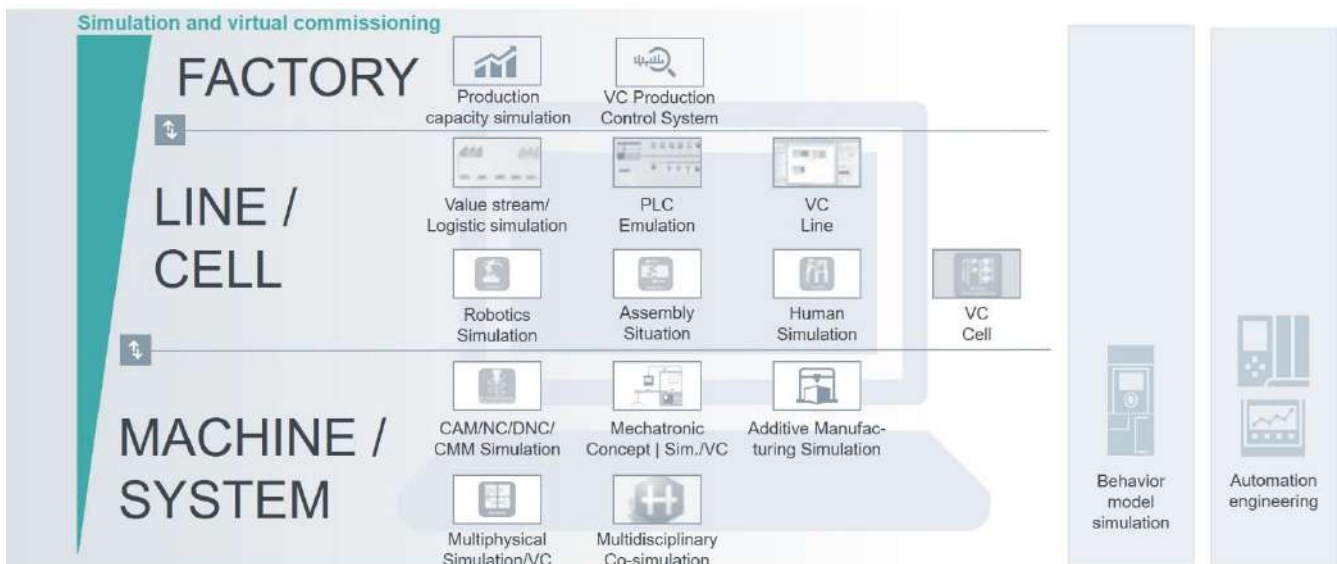 Simulation and virtual commissioning
FACTORY
Production
capacity simulation
VC Production
Control System
LINE /
CELL
Value stream/
Logistic simulation
PLC
Emulation
VC
Line
Robotics
Simulation
Assembly
Situation
Human
Simulation
VC
Cell
MACHINE /
SYSTEM
CAM/NC/DNC/
CMM Simulation
Mechatronic
Concept | Sim./VC
Additive Manufac-
turing Simulation
Multiphysical
Simulation/VC
Multidisciplinary
Co-simulation
Behavior
model
simulation
Automation
engineering